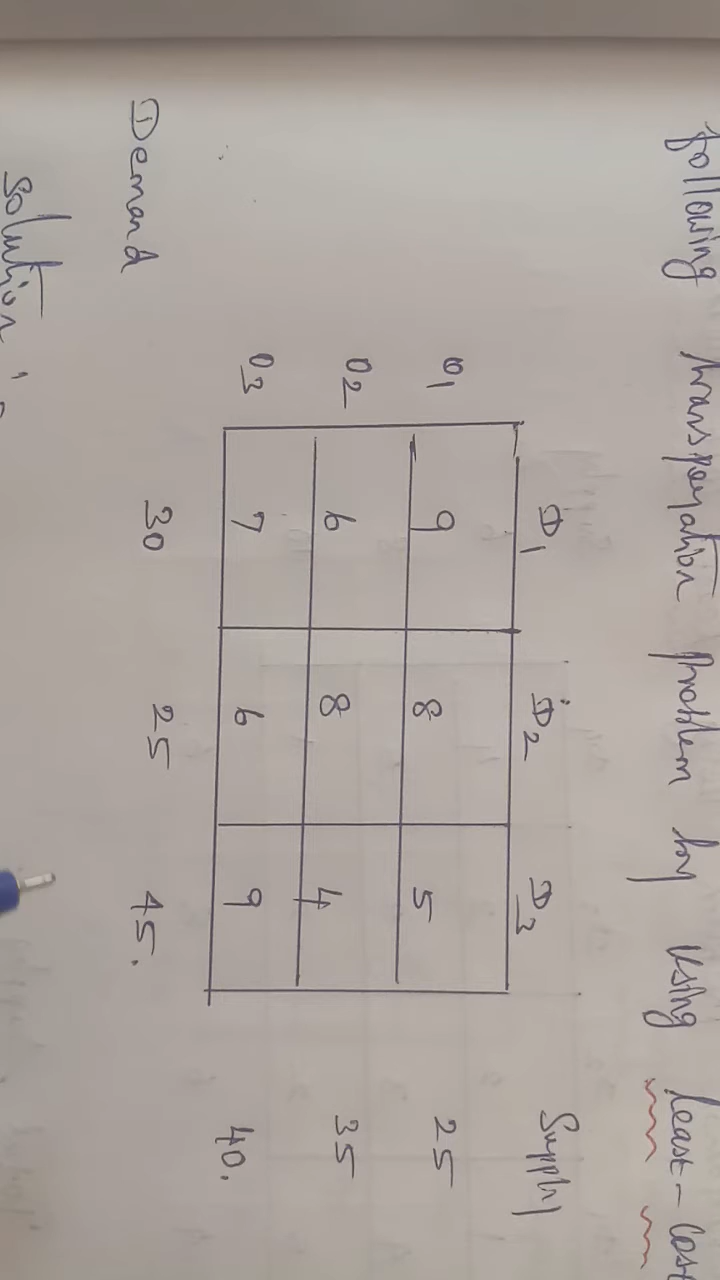 following transportation problem by using Least-Cost
D1 D2 D3 Supply
O1 9 8 5 25
O2 6 8 4 35
O3 7 6 9 40.
Demand 30 25 45.
Solution: